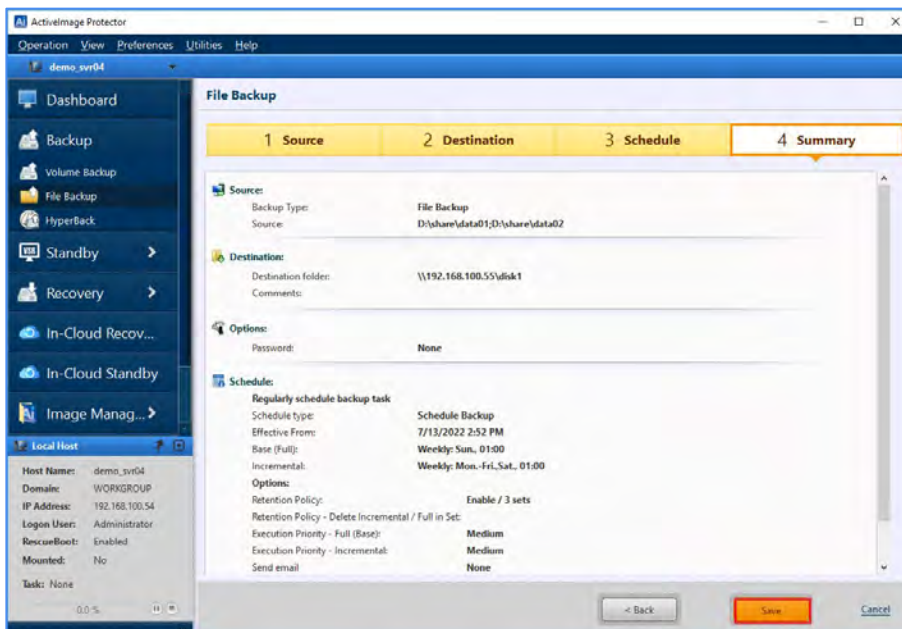 ActiveImage Protector
Operation View Preferences Utilities Help
demo_svr04
Dashboard
Backup
Volume Backup
File Backup
HyperBack
Standby
Recovery
In-Cloud Recov...
In-Cloud Standby
Image Manag...
Local Host
Host Name: demo_svr04
Domain: WORKGROUP
IP Address: 192.168.100.54
Logon User: Administrator
RescueBoot: Enabled
Mounted: No
Task: None
0.0 %
File Backup
1 Source 2 Destination 3 Schedule 4 Summary
Source:
Backup Type: File Backup
Source: D:\share\data01;D:\share\data02
Destination:
Destination folder: \\192.168.100.55\disk1
Comments:
Options:
Password: None
Schedule:
Regularly schedule backup task
Schedule type: Schedule Backup
Effective From: 7/13/2022 2:52 PM
Base (Full): Weekly: Sun., 01:00
Incremental: Weekly: Mon.-Fri.,Sat., 01:00
Options:
Retention Policy: Enable / 3 sets
Retention Policy - Delete Incremental / Full in Set:
Execution Priority - Full (Base): Medium
Execution Priority - Incremental: Medium
Send email None
< Back Save Cancel